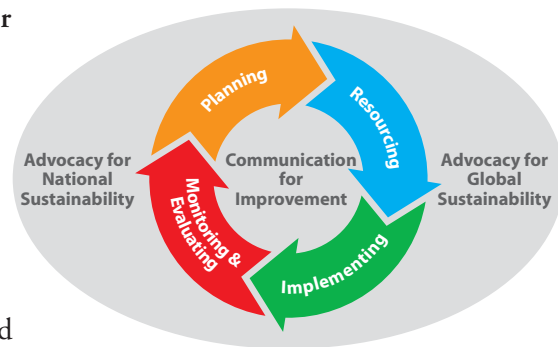 r
Planning
Resourcing
Advocacy for
National
Sustainability
Communication
for
Improvement
Advocacy for
Global
Sustainability
Monitoring &
Evaluating
Implementing
d